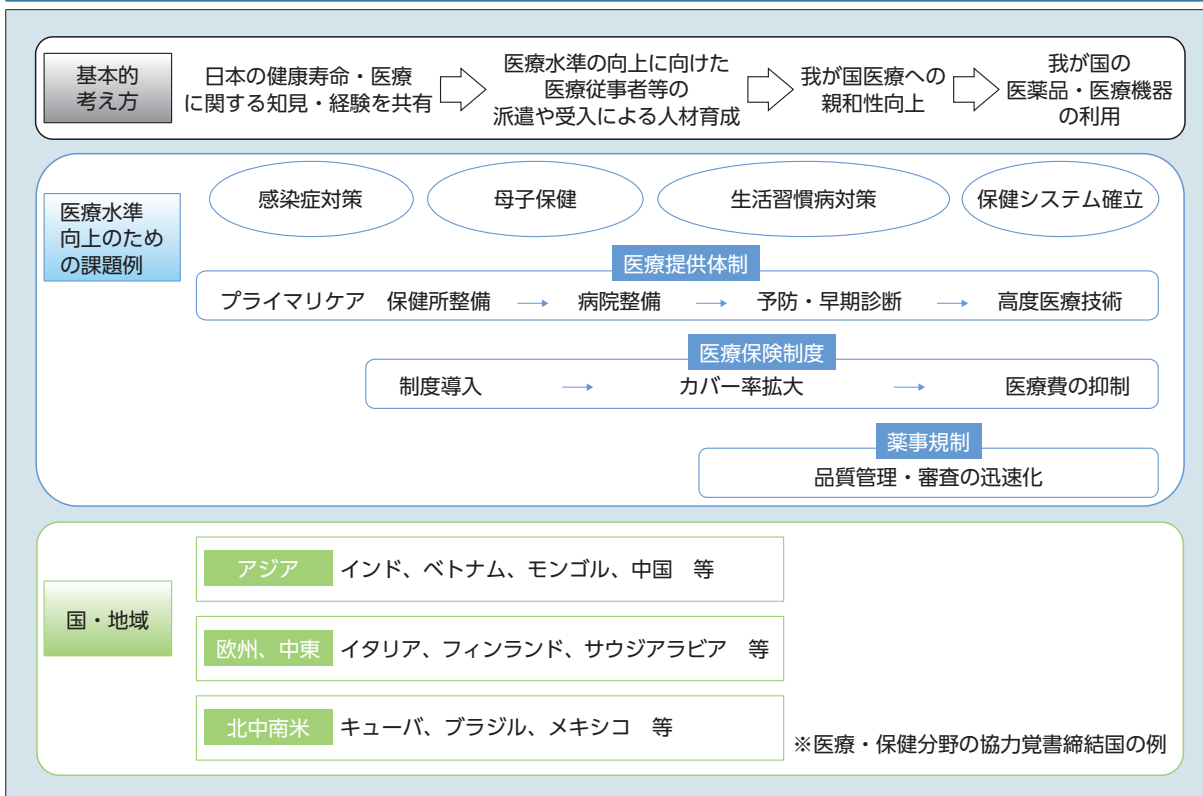 基本的
考え方
日本の健康寿命・医療
に関する知見・経験を共有
医療水準の向上に向けた
医療従事者等の
派遣や受入による人材育成
我が国医療への
親和性向上
我が国の
医薬品・医療機器
の利用
医療水準
向上のため
の課題例
感染症対策
母子保健
生活習慣病対策
保健システム確立
医療提供体制
プライマリケア 保健所整備 → 病院整備 → 予防・早期診断 → 高度医療技術
医療保険制度
制度導入 → カバー率拡大 → 医療費の抑制
薬事規制
品質管理・審査の迅速化
国・地域
アジア インド、ベトナム、モンゴル、中国 等
欧州、中東 イタリア、フィンランド、サウジアラビア 等
北中南米 キューバ、ブラジル、メキシコ 等
※医療・保健分野の協力覚書締結国の例